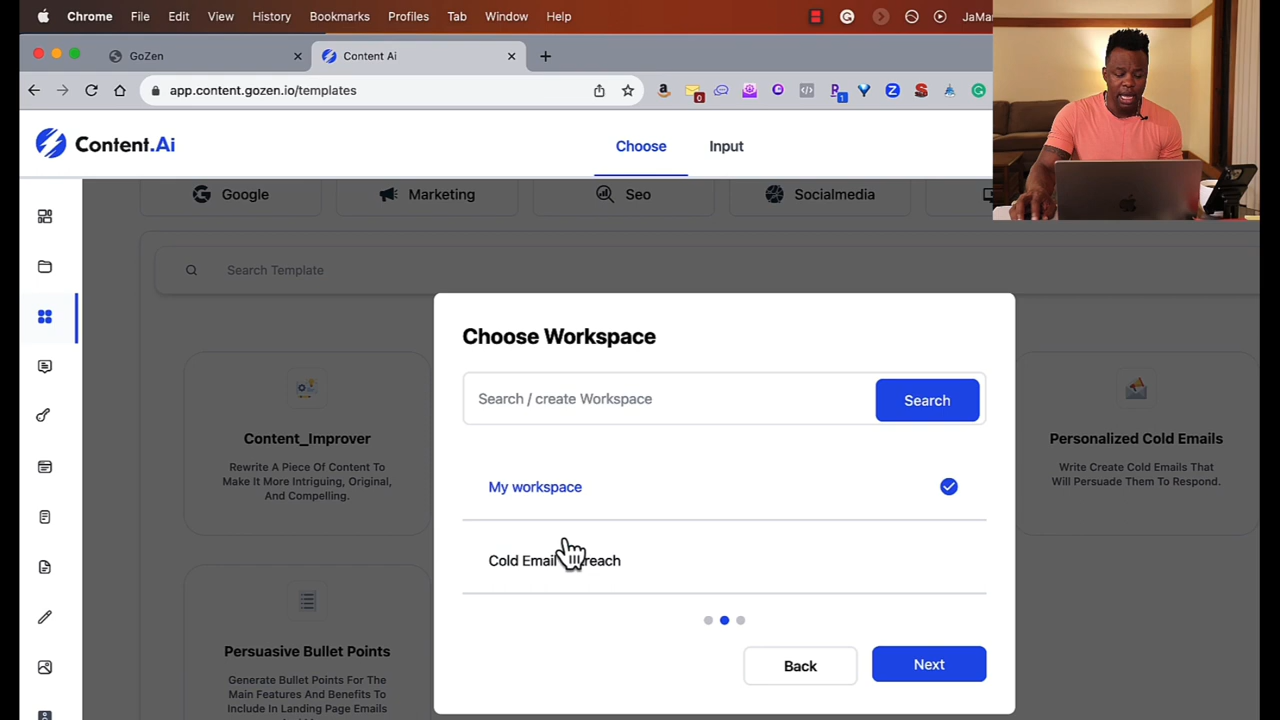 Chrome File Edit View History Bookmarks Profiles Tab Window Help
GoZen
Content Ai
app.content.gozen.io/templates
0
1
Content.Ai
Choose
Input
Google
Marketing
Seo
Socialmedia
Search Template
Choose Workspace
Search / create Workspace
Search
My workspace
Cold Email
Back
Next
Content_Improver
Rewrite A Piece Of Content To
Make It More Intriguing, Original,
And Compelling.
Personalized Cold Emails
Write Create Cold Emails That
Will Persuade Them To Respond.
Persuasive Bullet Points
Generate Bullet Points For The
Main Features And Benefits To
Include In Landing Page Emails